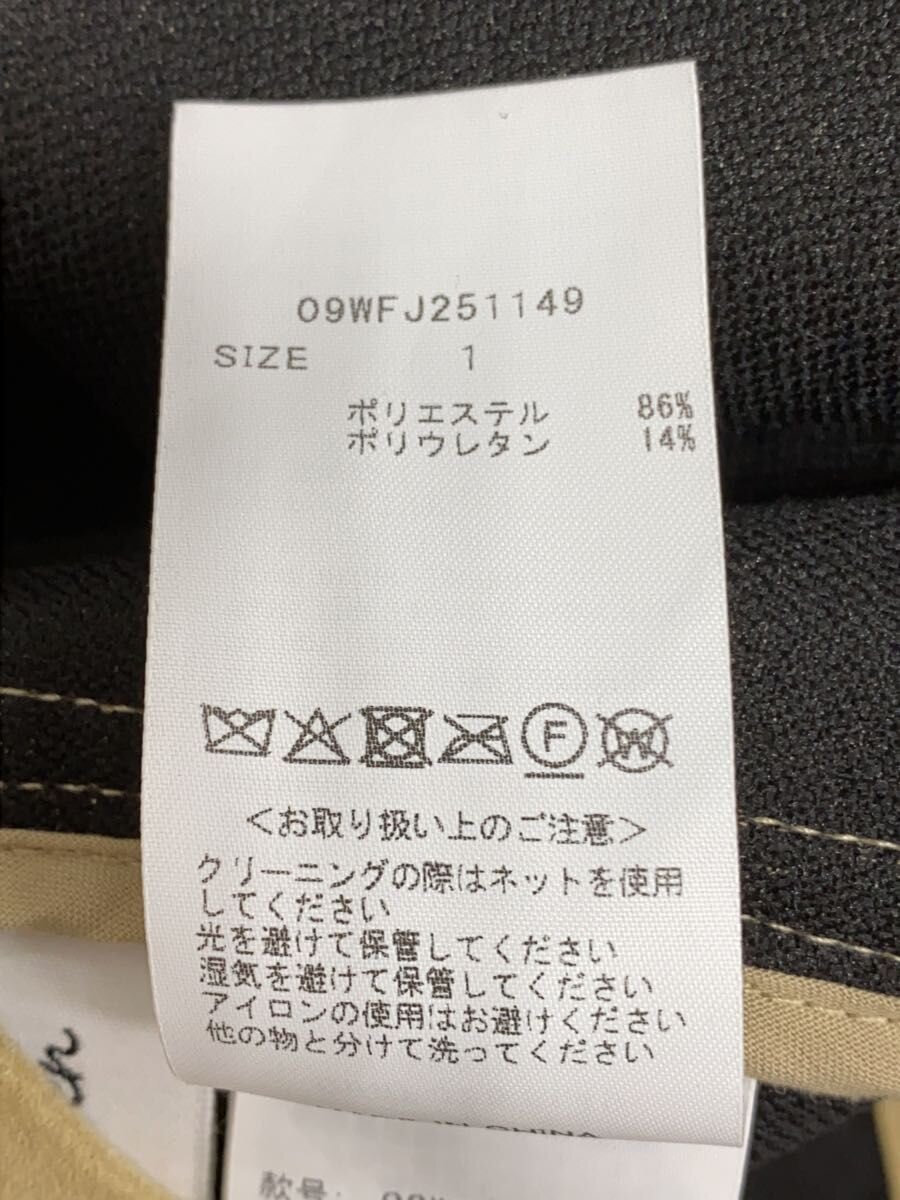 09WFJ251149
SIZE 1
ポリエステル 86%
ポリウレタン 14%
F
W
<お取り扱い上のご注意>
クリーニングの際はネットを使用
してください
光を避けて保管してください
湿気を避けて保管してください
アイロンの使用はお避けください
他の物と分けて洗ってください
IN CHINA
款号: